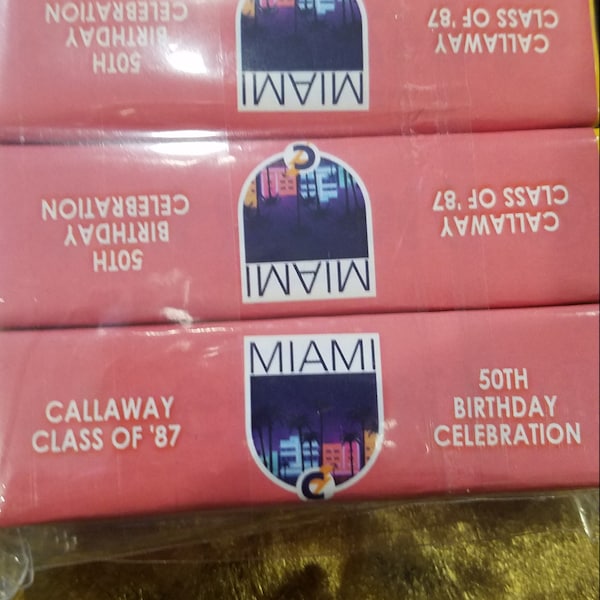 50TH
BIRTHDAY
CELEBRATION
MIAMI
CALLAWAY
CLASS OF '87
50TH
BIRTHDAY
CELEBRATION
C
MIAMI
CALLAWAY
CLASS OF '87
CALLAWAY
CLASS OF '87
MIAMI
C
50TH
BIRTHDAY
CELEBRATION